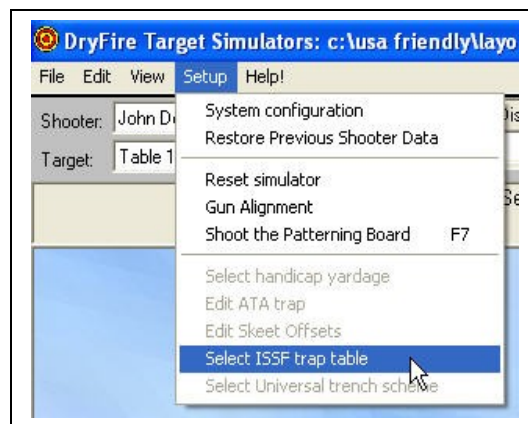 DryFire Target Simulators: c:\usa friendly\layo
File Edit View Setup Help!
Shooter: John D
Target: Table 1
System configuration
Restore Previous Shooter Data
Reset simulator
Gun Alignment
Shoot the Patterning Board F7
Select handicap yardage
Edit ATA trap
Edit Skeet Offsets
Select ISSF trap table
Select Universal trench scheme